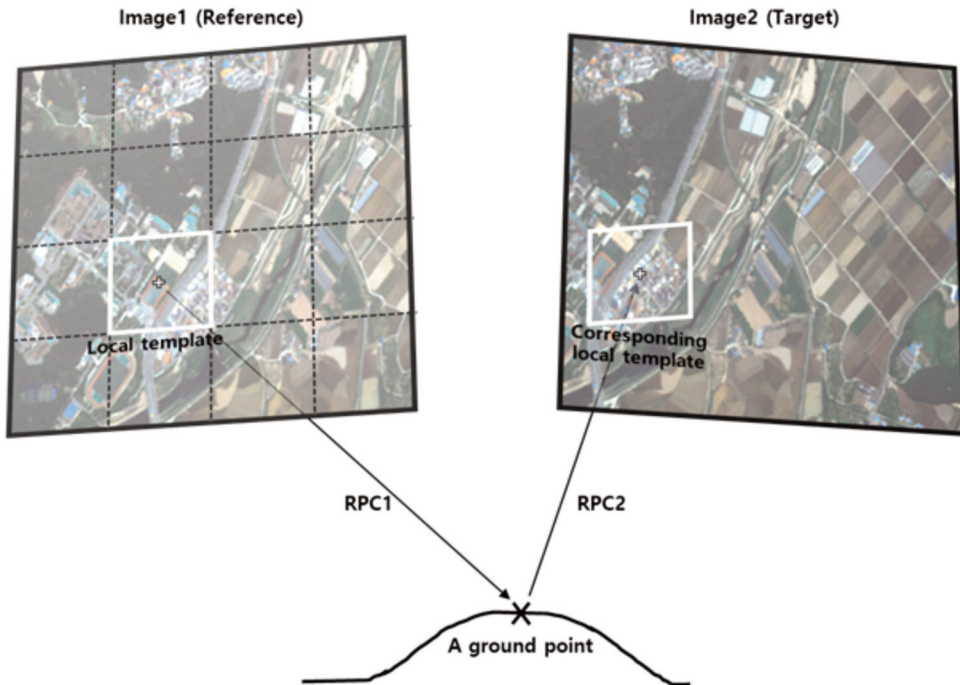 Image1 (Reference)
Image2 (Target)
Local template
Corresponding
local template
RPC1
RPC2
A ground point